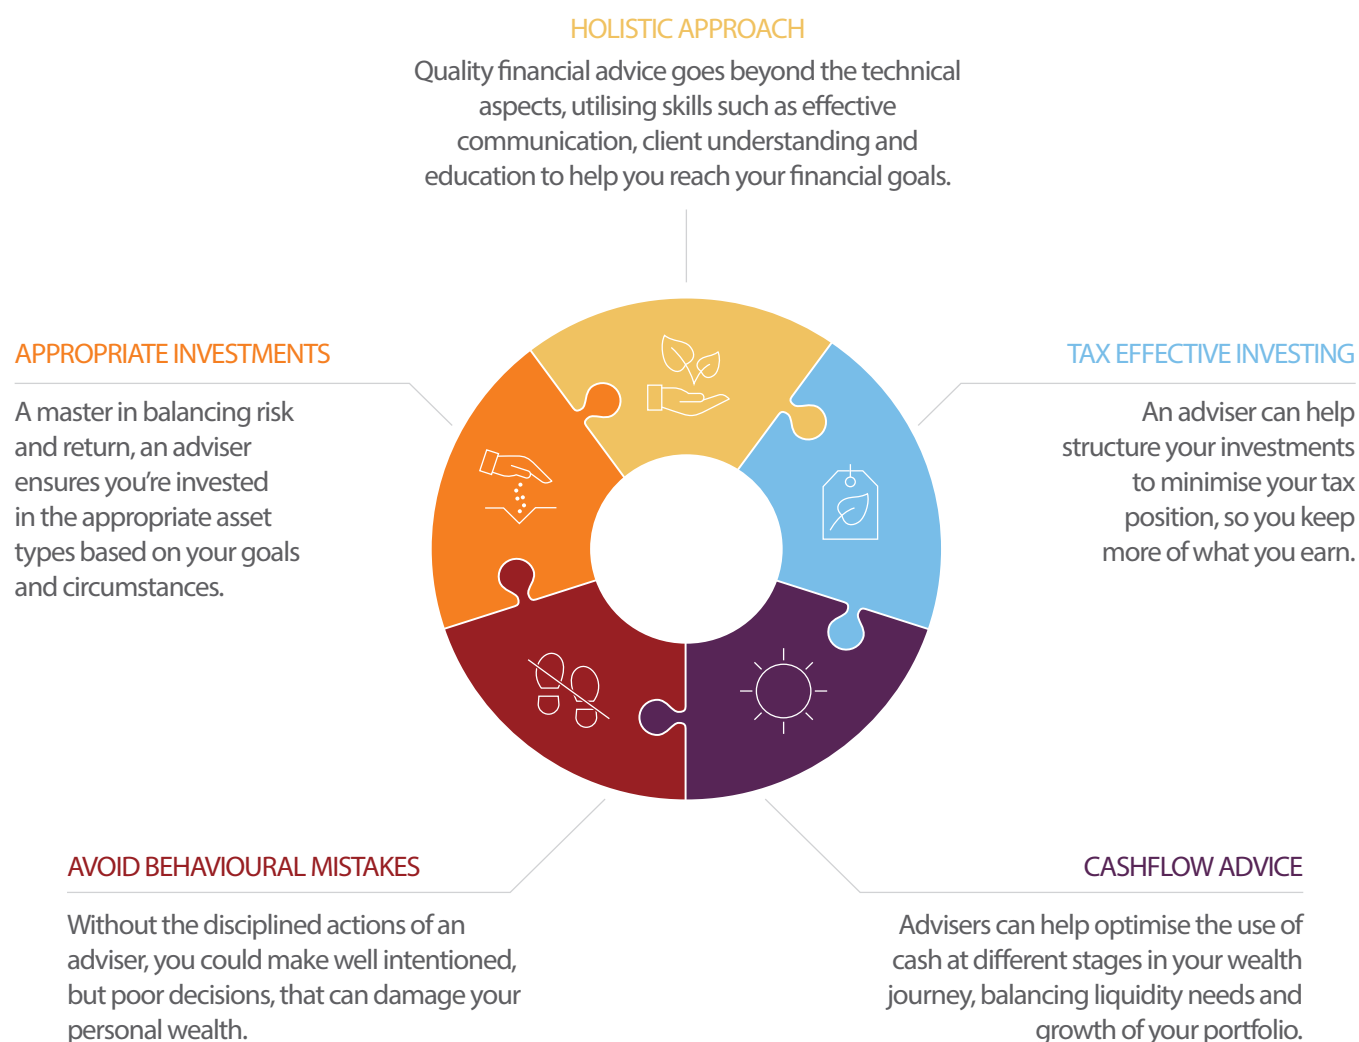 HOLISTIC APPROACH
Quality financial advice goes beyond the technical
aspects, utilising skills such as effective
communication, client understanding and
education to help you reach your financial goals.
APPROPRIATE INVESTMENTS
A master in balancing risk
and return, an adviser
ensures you’re invested
in the appropriate asset
types based on your goals
and circumstances.
TAX EFFECTIVE INVESTING
An adviser can help
structure your investments
to minimise your tax
position, so you keep
more of what you earn.
AVOID BEHAVIOURAL MISTAKES
Without the disciplined actions of an
adviser, you could make well intentioned,
but poor decisions, that can damage your
personal wealth.
CASHFLOW ADVICE
Advisers can help optimise the use of
cash at different stages in your wealth
journey, balancing liquidity needs and
growth of your portfolio.